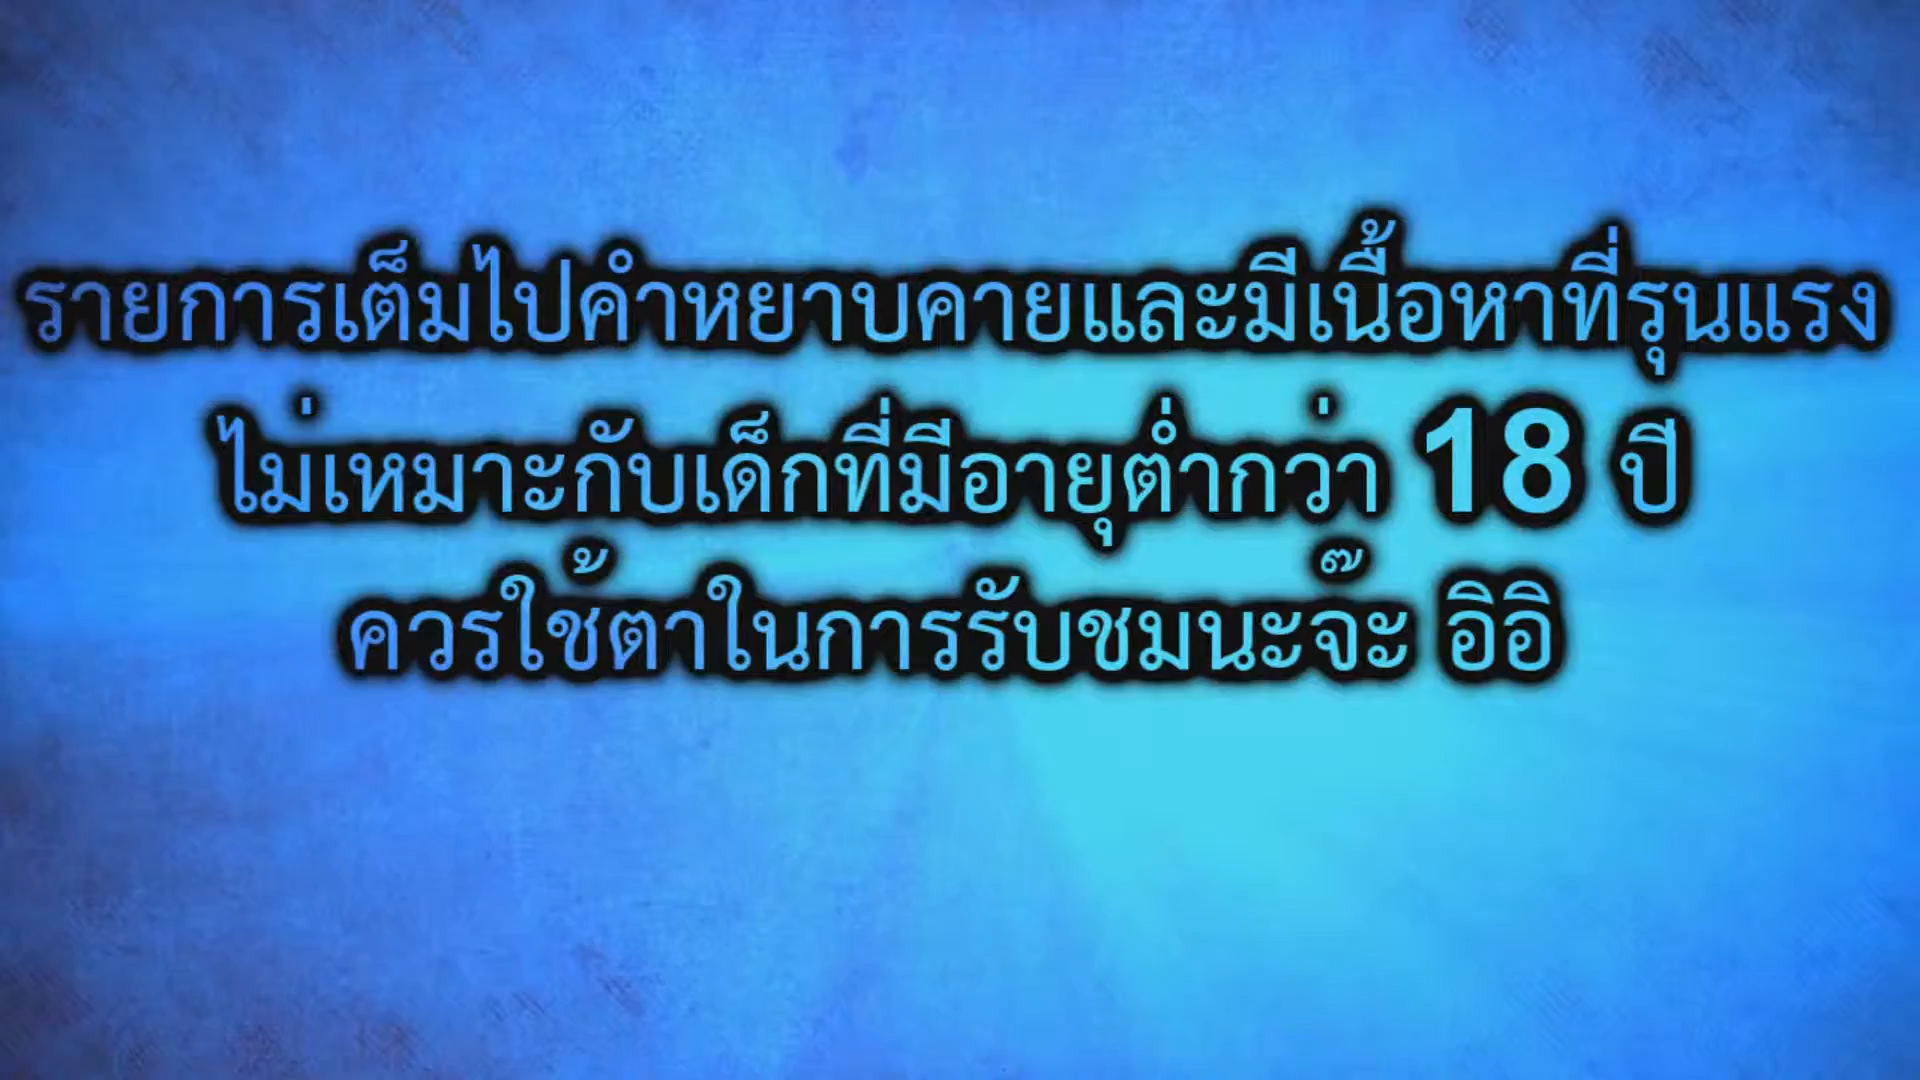 รายการเต็มไปคำหยาบคายและมีเนื้อหาที่รุนแรง
ไม่เหมาะกับเด็กที่มีอายุต่ำกว่า 18 ปี
ควรใช้ตาในการรับชมนะจ๊ะ อิอิ